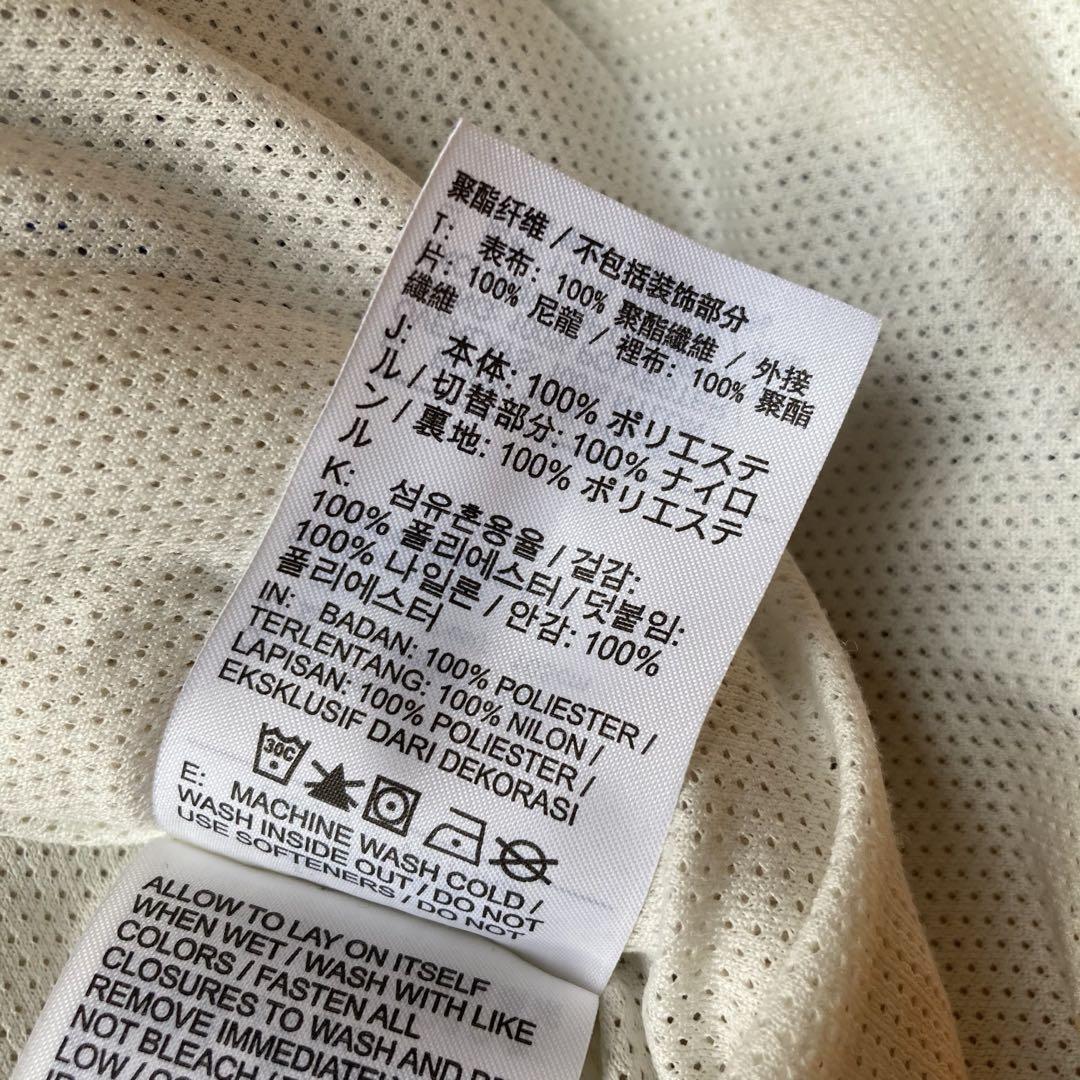 聚酯纤维 / 不包括装饰部分
T: 表布: 100% 聚酯纖維 / 外接
片: 100% 尼龍 / 裡布: 100% 聚酯
纖維
J: 本体: 100% ポリエステ
ル / 切替部分: 100% ナイロ
ン / 裏地: 100% ポリエステ
ル
K: 섬유혼용율 / 겉감:
100% 폴리에스터 / 덧붙임:
100% 나일론 / 안감: 100%
폴리에스터
IN: BADAN: 100% POLIESTER /
TERLENTANG: 100% NILON /
LAPISAN: 100% POLIESTER /
EKSKLUSIF DARI DEKORASI
30C
E: MACHINE WASH COLD /
WASH INSIDE OUT / DO NOT
USE SOFTENERS / DO NOT
ALLOW TO LAY ON ITSELF
WHEN WET / WASH WITH LIKE
COLORS / FASTEN ALL
CLOSURES TO WASH AND
REMOVE IMMEDIATELY
NOT BLEACH /
LOW /